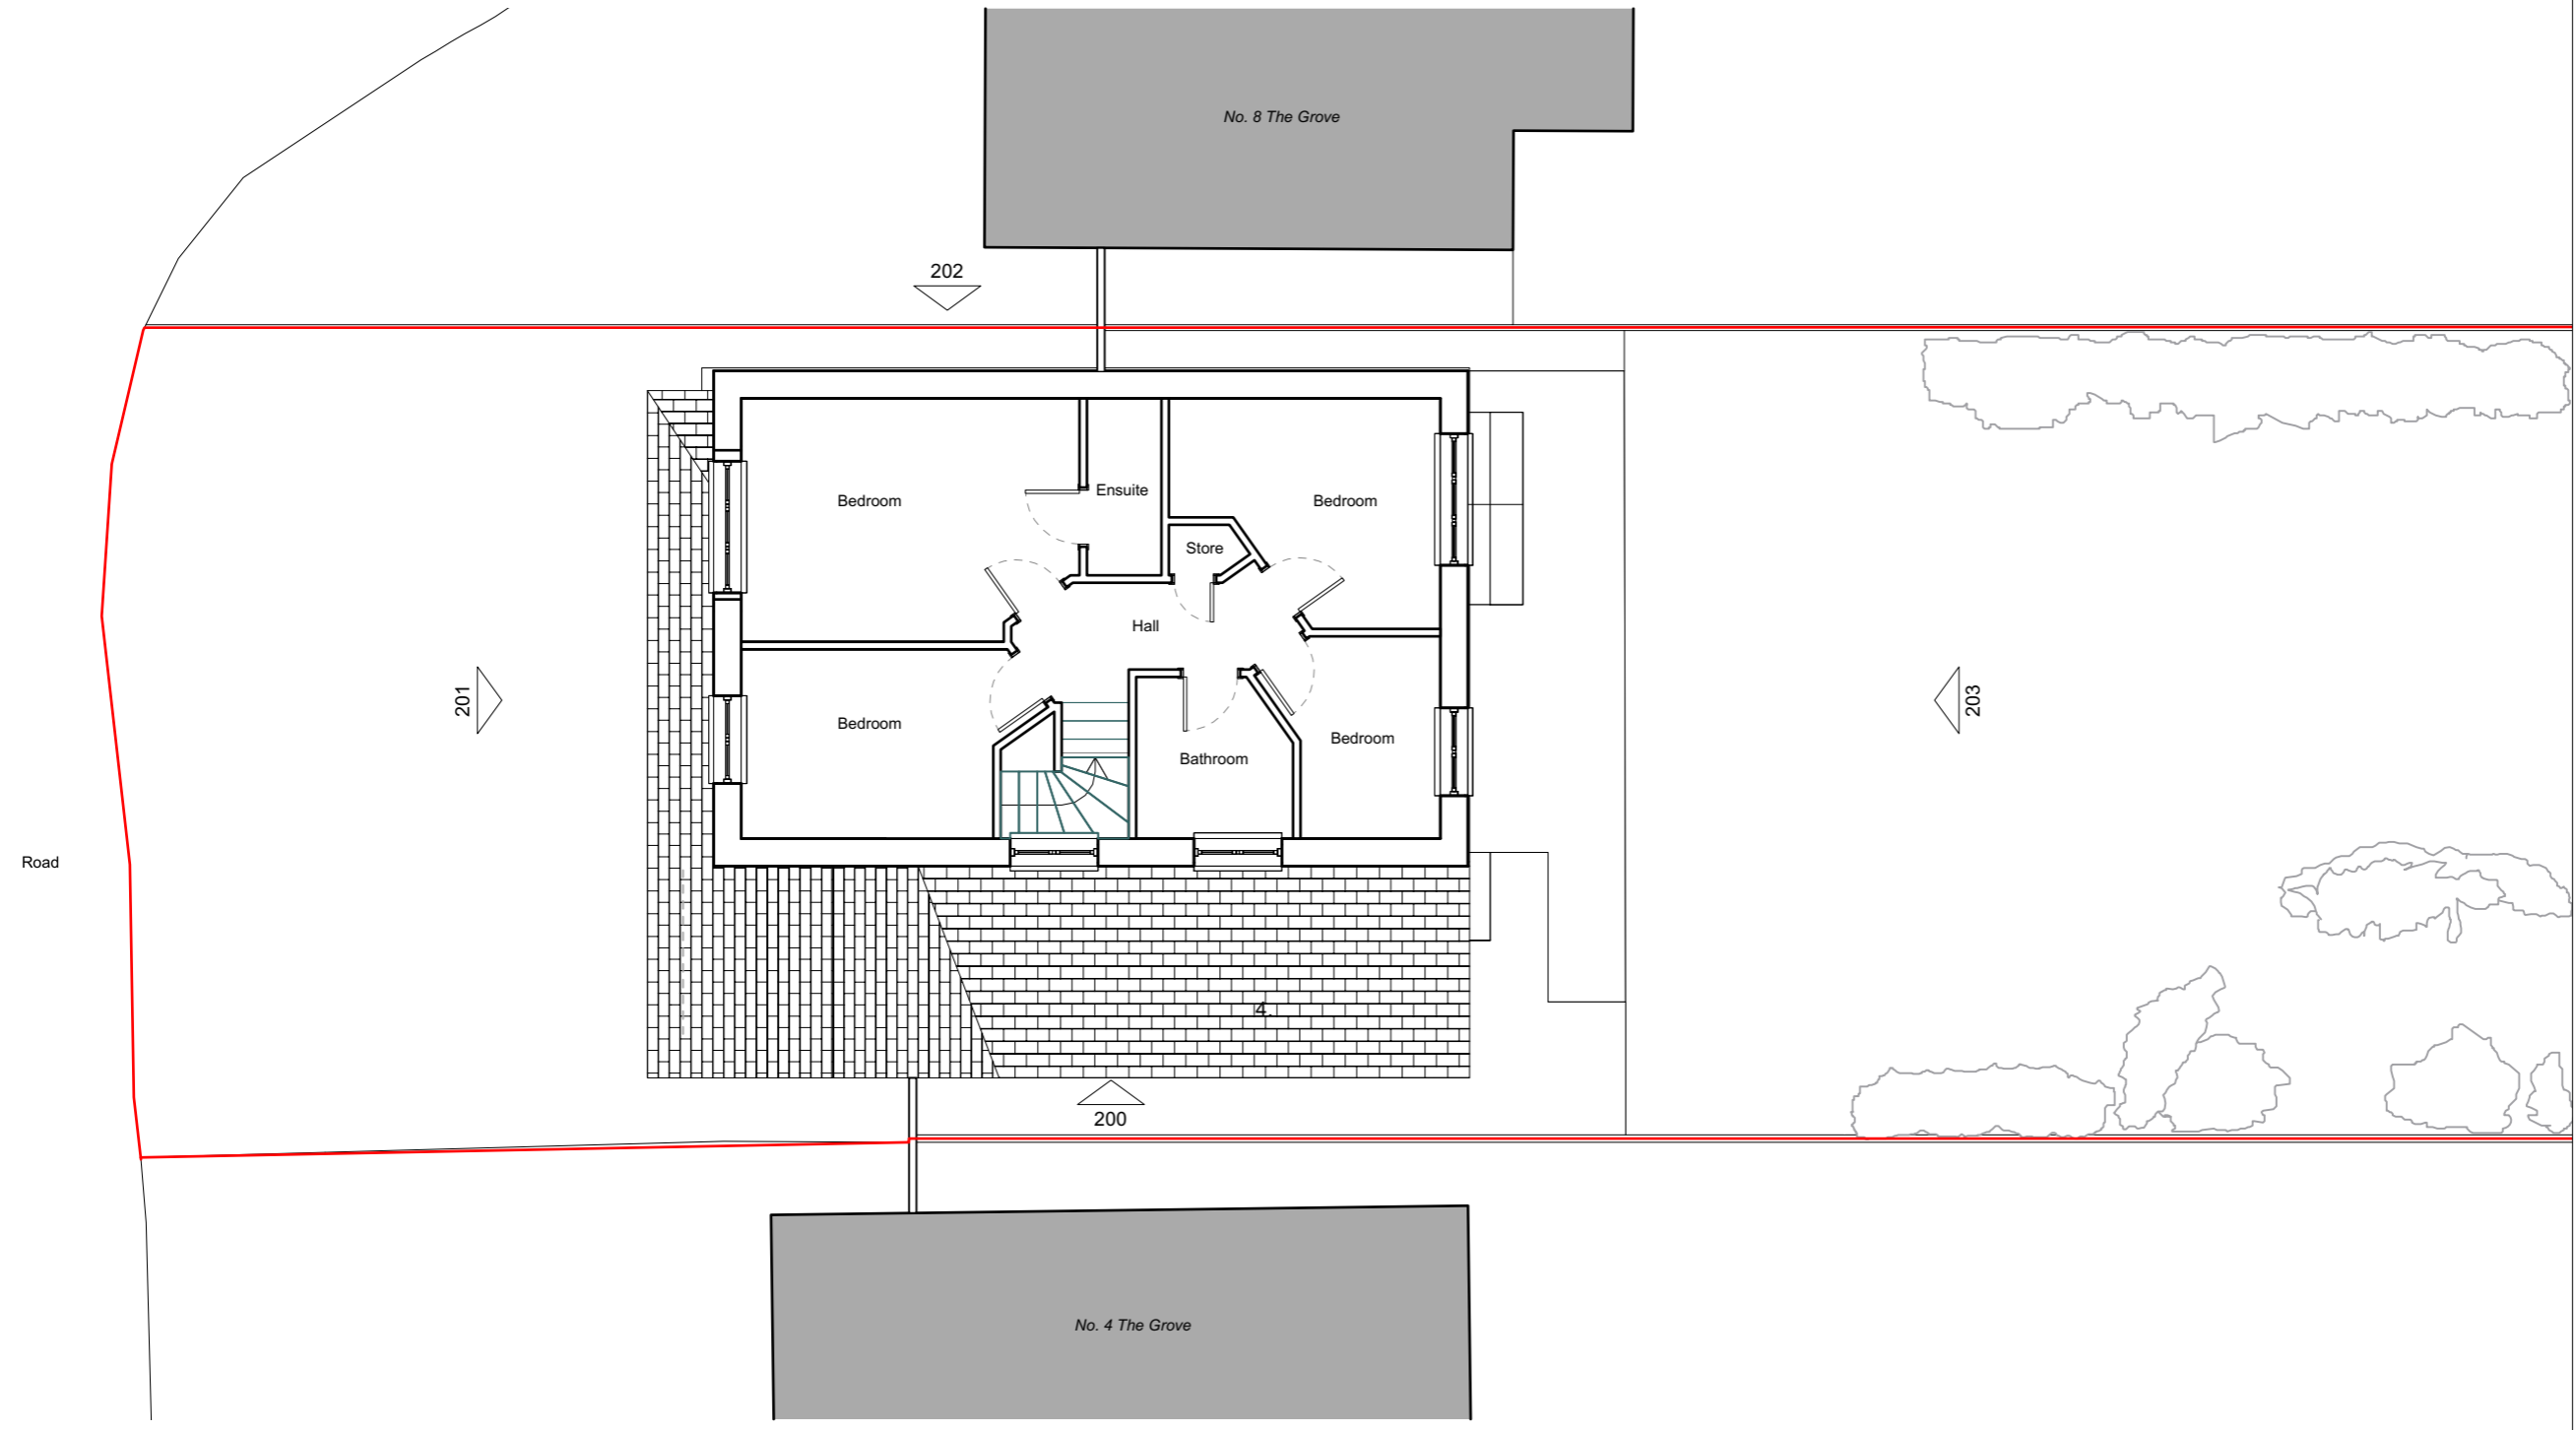 No. 8 The Grove
202
Bedroom
Ensuite
Bedroom
Store
Hall
201
203
Bedroom
Bedroom
Bathroom
Road
4.
200
No. 4 The Grove